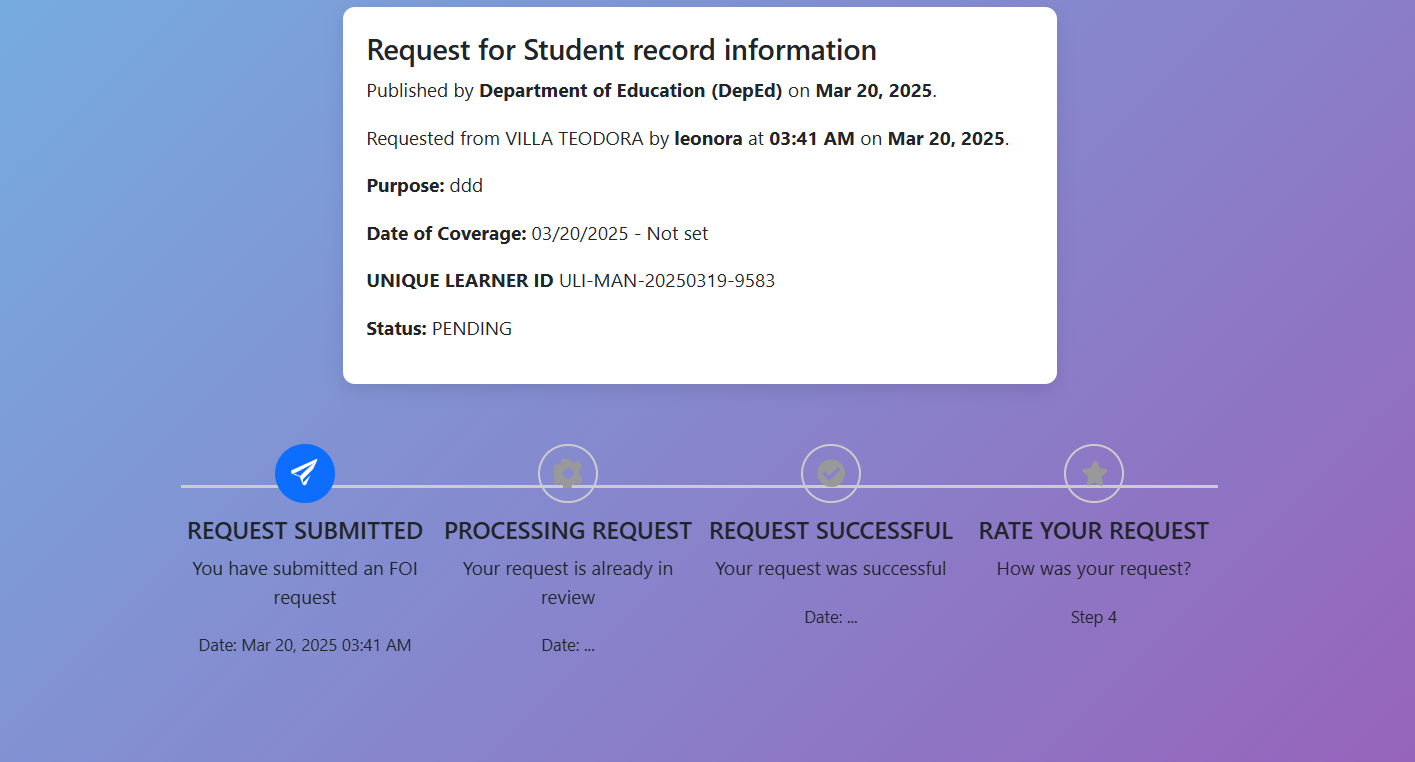 Request for Student record information
Published by Department of Education (DepEd) on Mar 20, 2025.
Requested from VILLA TEODORA by leonora at 03:41 AM on Mar 20, 2025.
Purpose: ddd
Date of Coverage: 03/20/2025 - Not set
UNIQUE LEARNER ID ULI-MAN-20250319-9583
Status: PENDING
REQUEST SUBMITTED
You have submitted an FOI
request
Date: Mar 20, 2025 03:41 AM
PROCESSING REQUEST
Your request is already in
review
Date: ...
REQUEST SUCCESSFUL
Your request was successful
Date: ...
RATE YOUR REQUEST
How was your request?
Step 4